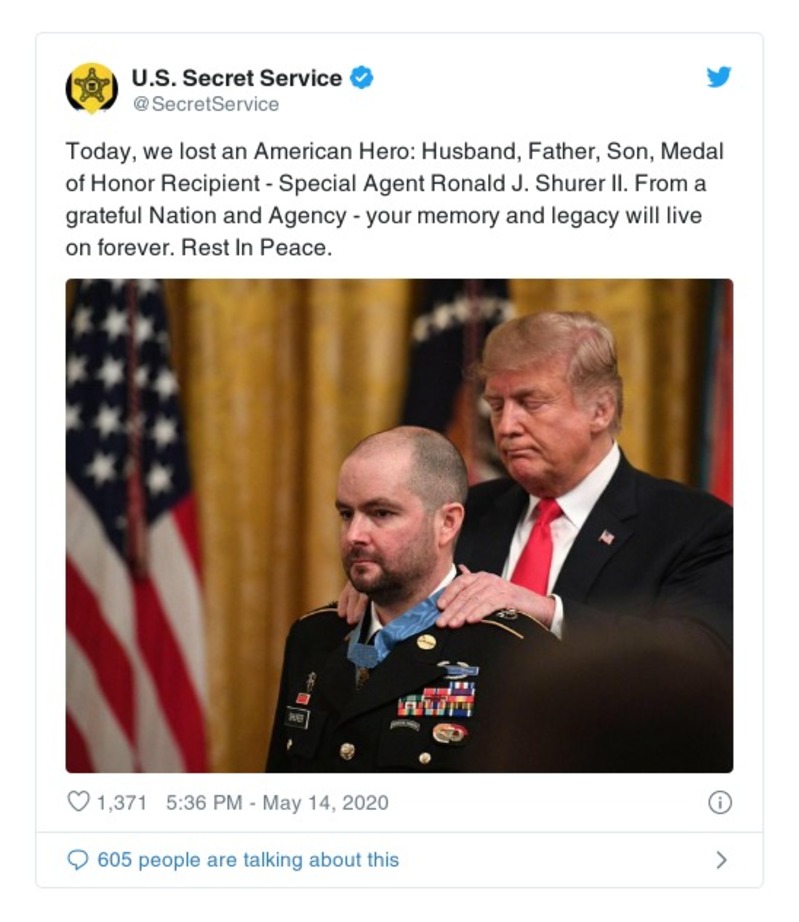 U.S. Secret Service
@SecretService
Today, we lost an American Hero: Husband, Father, Son, Medal
of Honor Recipient - Special Agent Ronald J. Shurer II. From a
grateful Nation and Agency - your memory and legacy will live
on forever. Rest In Peace.
SHURER
1,371 5:36 PM - May 14, 2020
605 people are talking about this